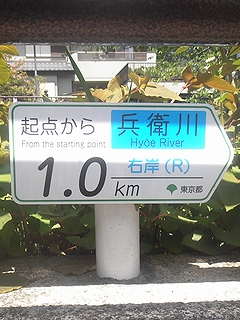 起点から
From the starting point
1.0 km
兵衛川
Hyōe River
右岸(R)
東京都